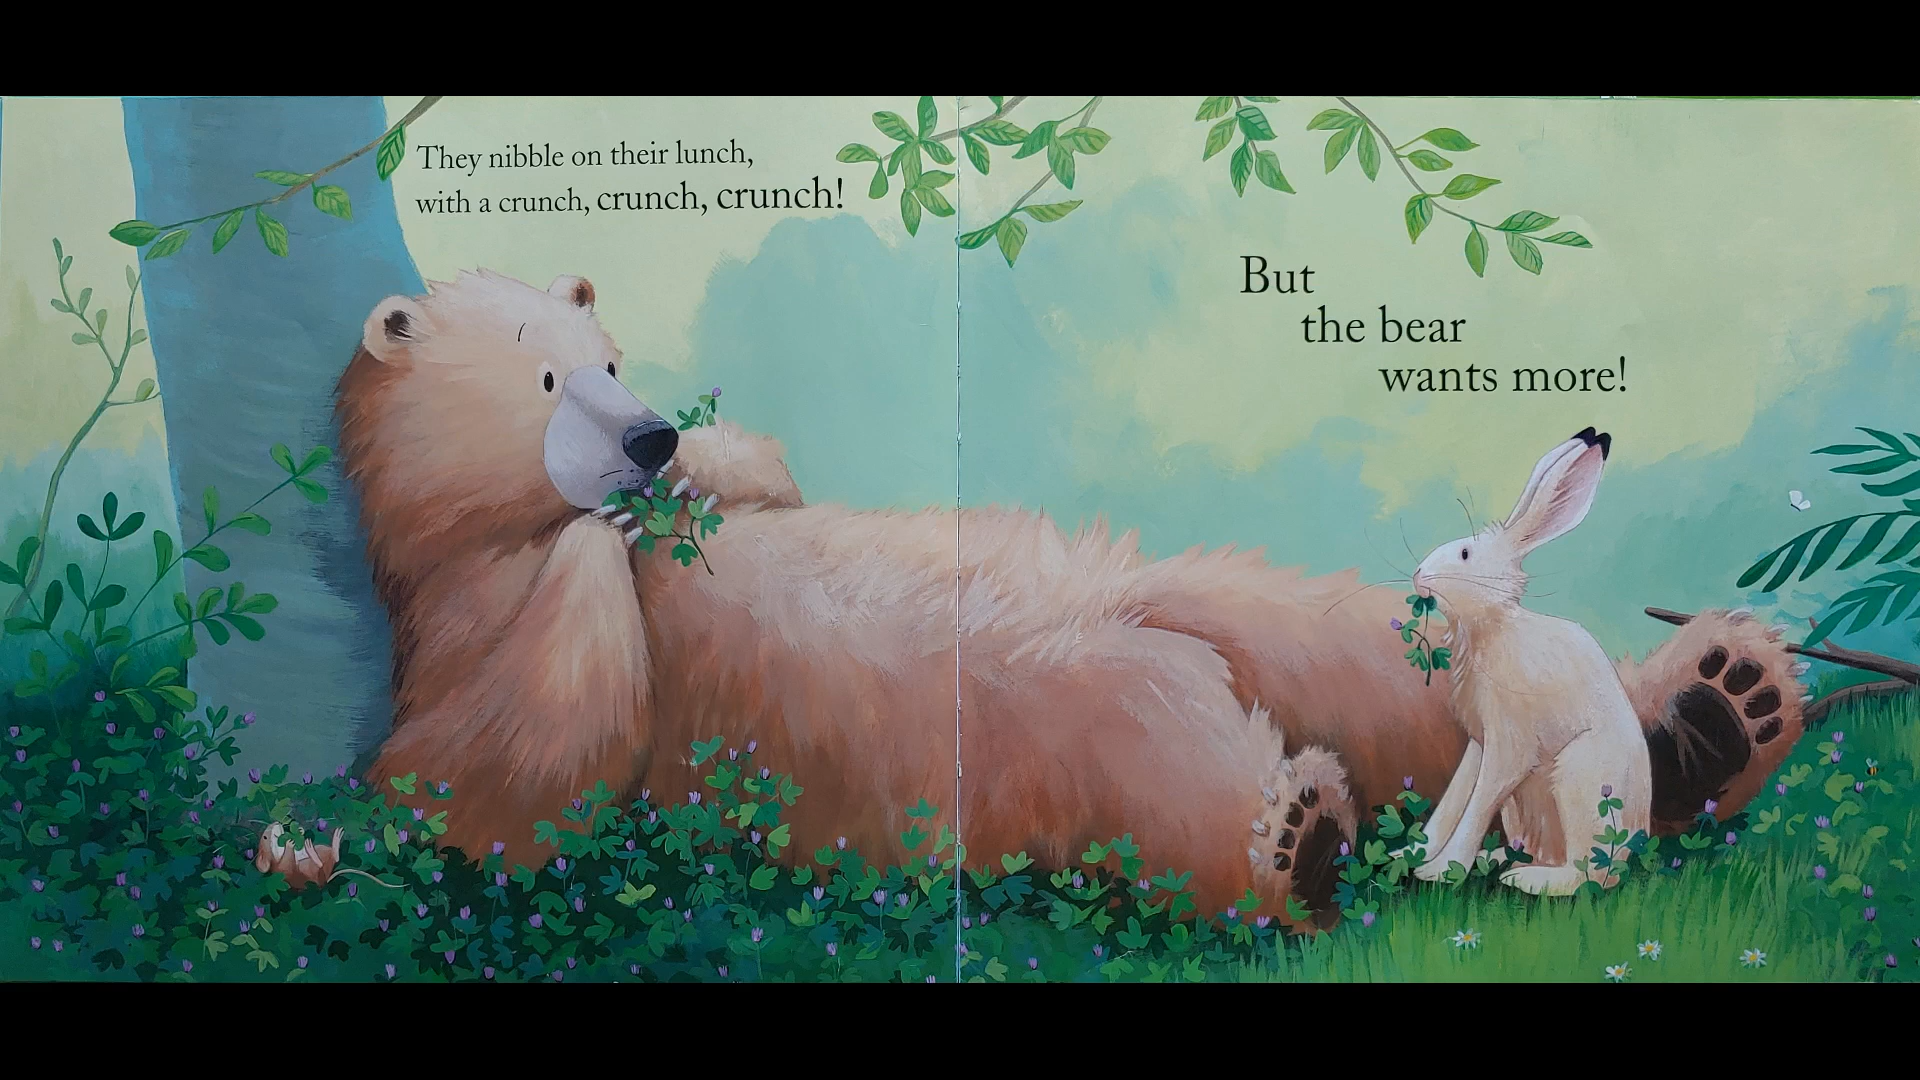 They nibble on their lunch,
with a crunch, crunch, crunch!
But
the bear
wants more!